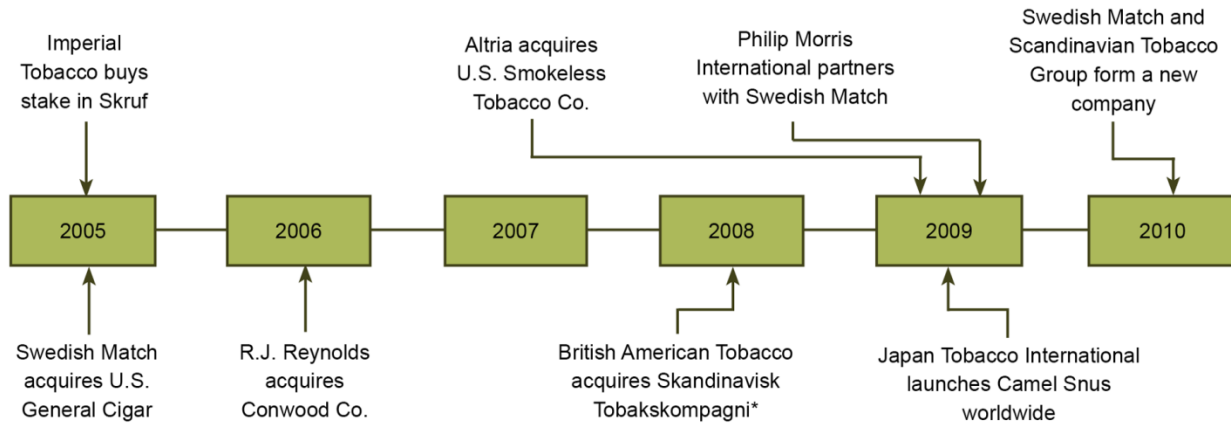 Imperial
Tobacco buys
stake in Skruf
Altria acquires
U.S. Smokeless
Tobacco Co.
Philip Morris
International partners
with Swedish Match
Swedish Match and
Scandinavian Tobacco
Group form a new
company
2005
2006
2007
2008
2009
2010
Swedish Match
acquires U.S.
General Cigar
R.J. Reynolds
acquires
Conwood Co.
British American Tobacco
acquires Skandinavisk
Tobakskompagni*
Japan Tobacco International
launches Camel Snus
worldwide